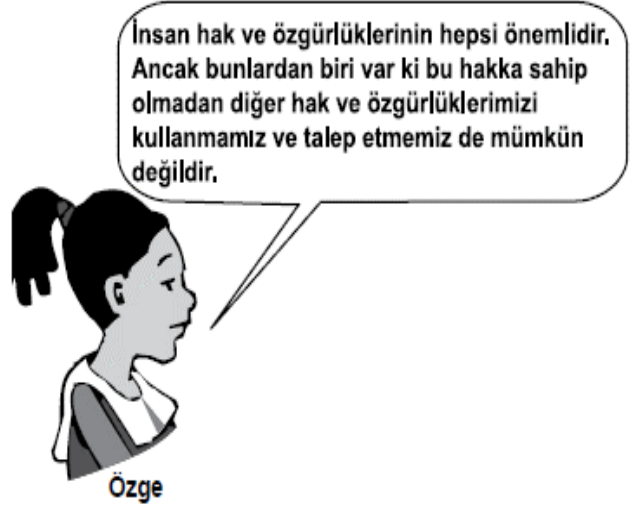 İnsan hak ve özgürlüklerinin hepsi önemlidir.
Ancak bunlardan biri var ki bu hakka sahip
olmadan diğer hak ve özgürlüklerimizi
kullanmamız ve talep etmemiz de mümkün
değildir.
Özge